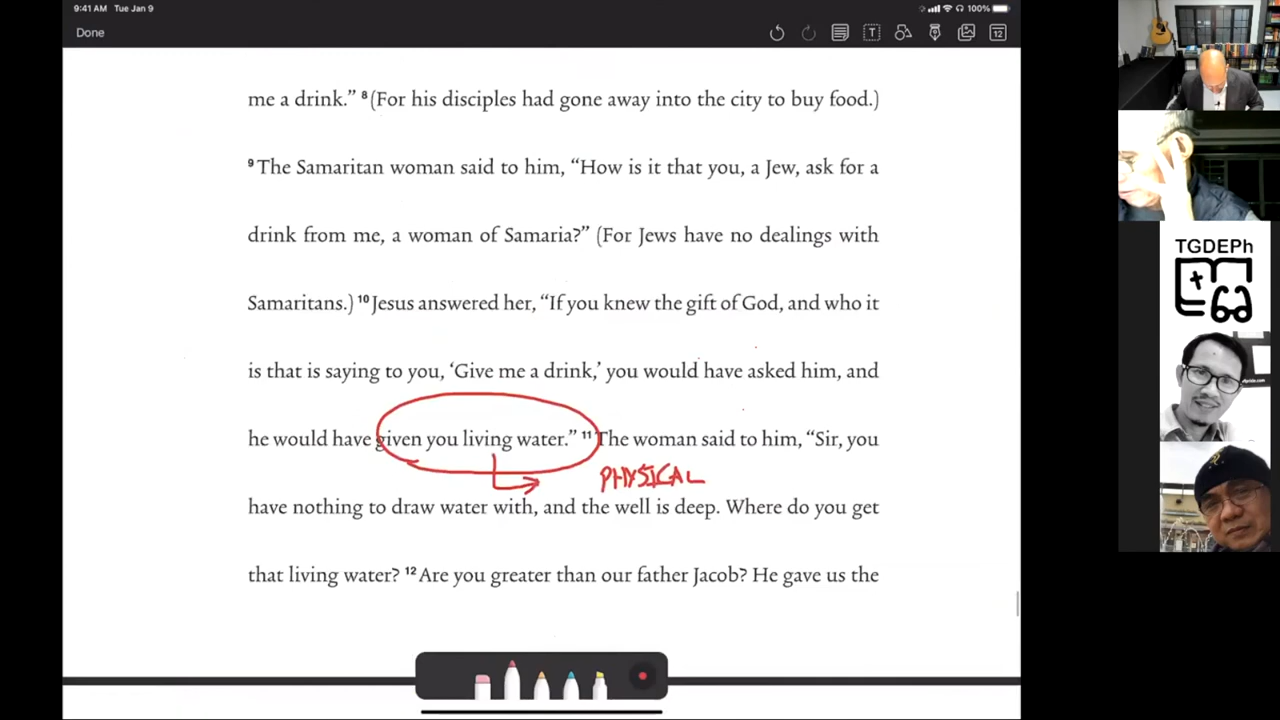 9:41 AM Tue Jan 9
100%
Done
12
me a drink.” 8 (For his disciples had gone away into the city to buy food.)
9 The Samaritan woman said to him, “How is it that you, a Jew, ask for a
drink from me, a woman of Samaria?” (For Jews have no dealings with
Samaritans.) 10 Jesus answered her, “If you knew the gift of God, and who it
is that is saying to you, ‘Give me a drink,’ you would have asked him, and
he would have given you living water.” 11 The woman said to him, “Sir, you
PHYSICAL
have nothing to draw water with, and the well is deep. Where do you get
that living water? 12 Are you greater than our father Jacob? He gave us the
TGDEPh